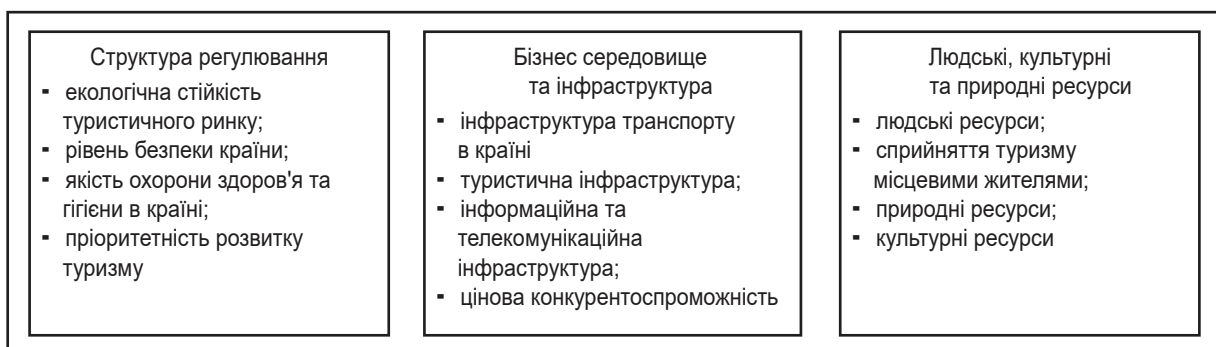 Структура регулювання
- екологічна стійкість
туристичного ринку;
- рівень безпеки країни;
- якість охорони здоров'я та
гігієни в країні;
- пріоритетність розвитку
туризму
Бізнес середовище
та інфраструктура
- інфраструктура транспорту
в країні
- туристична інфраструктура;
- інформаційна та
телекомунікаційна
інфраструктура;
- цінова конкурентоспроможність
Людські, культурні
та природні ресурси
- людські ресурси;
- сприйняття туризму
місцевими жителями;
- природні ресурси;
- культурні ресурси